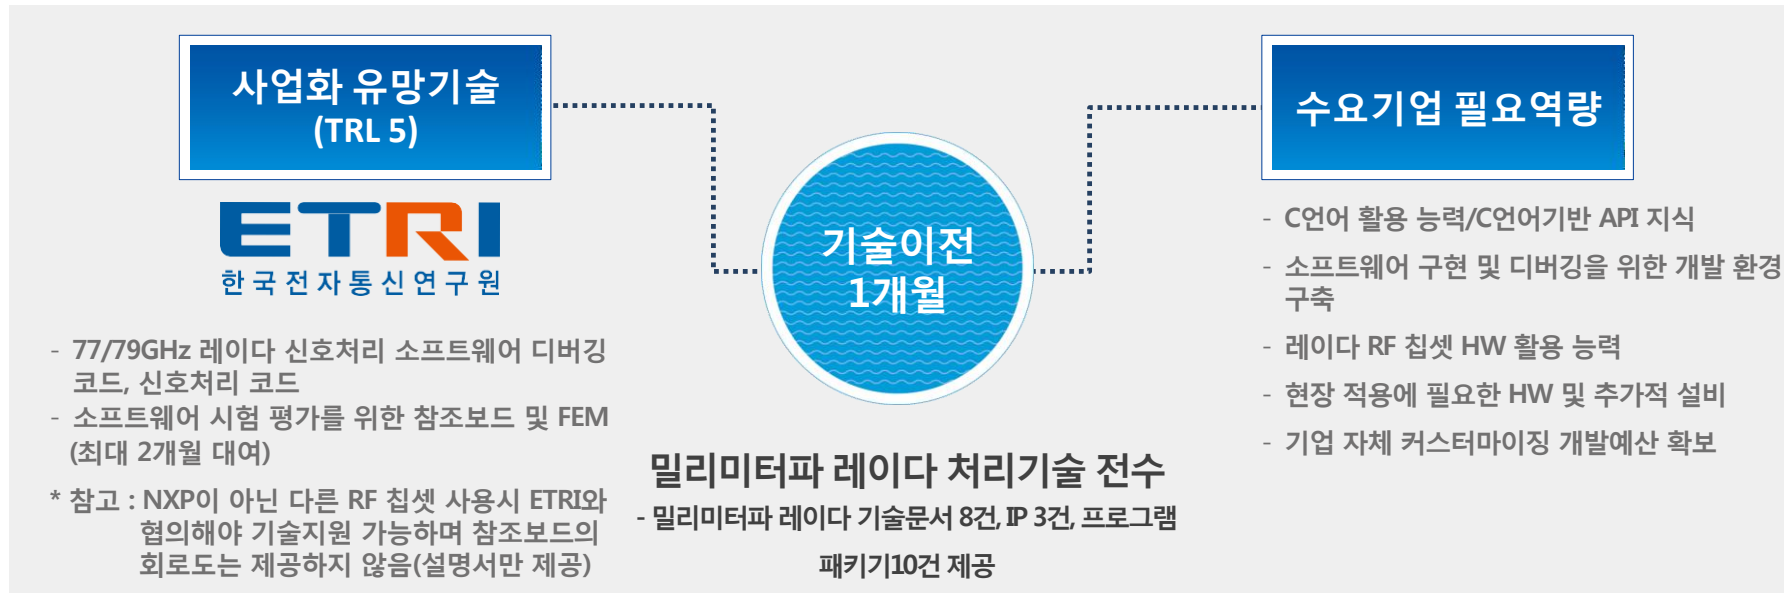 사업화 유망기술
(TRL 5)
ETRI
한국전자통신연구원
- 77/79GHz 레이다 신호처리 소프트웨어 디버깅
코드, 신호처리 코드
- 소프트웨어 시험 평가를 위한 참조보드 및 FEM
(최대 2개월 대여)
* 참고 : NXP이 아닌 다른 RF 칩셋 사용시 ETRI와
협의해야 기술지원 가능하며 참조보드의
회로도는 제공하지 않음(설명서만 제공)
기술이전
1개월
밀리미터파 레이다 처리기술 전수
- 밀리미터파 레이다 기술문서 8건, IP 3건, 프로그램
패키기10건 제공
수요기업 필요역량
- C언어 활용 능력/C언어기반 API 지식
- 소프트웨어 구현 및 디버깅을 위한 개발 환경
구축
- 레이다 RF 칩셋 HW 활용 능력
- 현장 적용에 필요한 HW 및 추가적 설비
- 기업 자체 커스터마이징 개발예산 확보